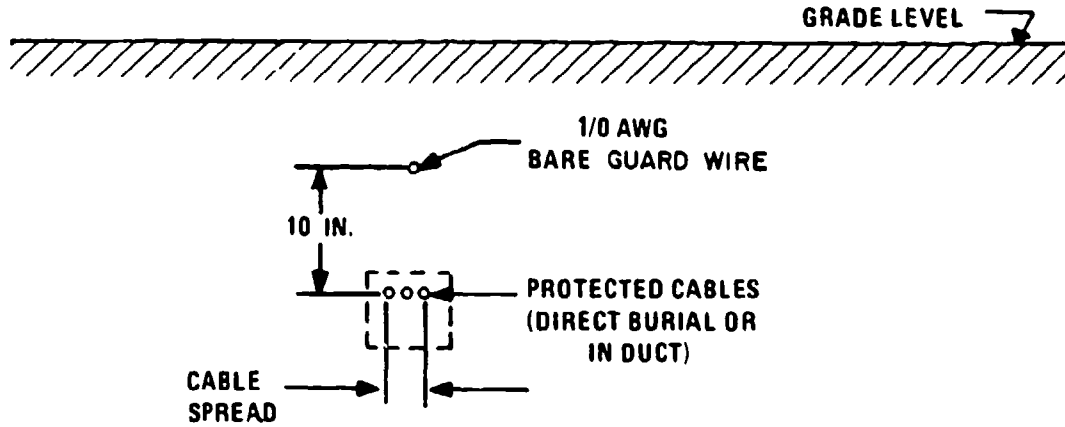 GRADE LEVEL
1/0 AWG
BARE GUARD WIRE
10 IN.
PROTECTED CABLES
(DIRECT BURIAL OR
IN DUCT)
CABLE
SPREAD